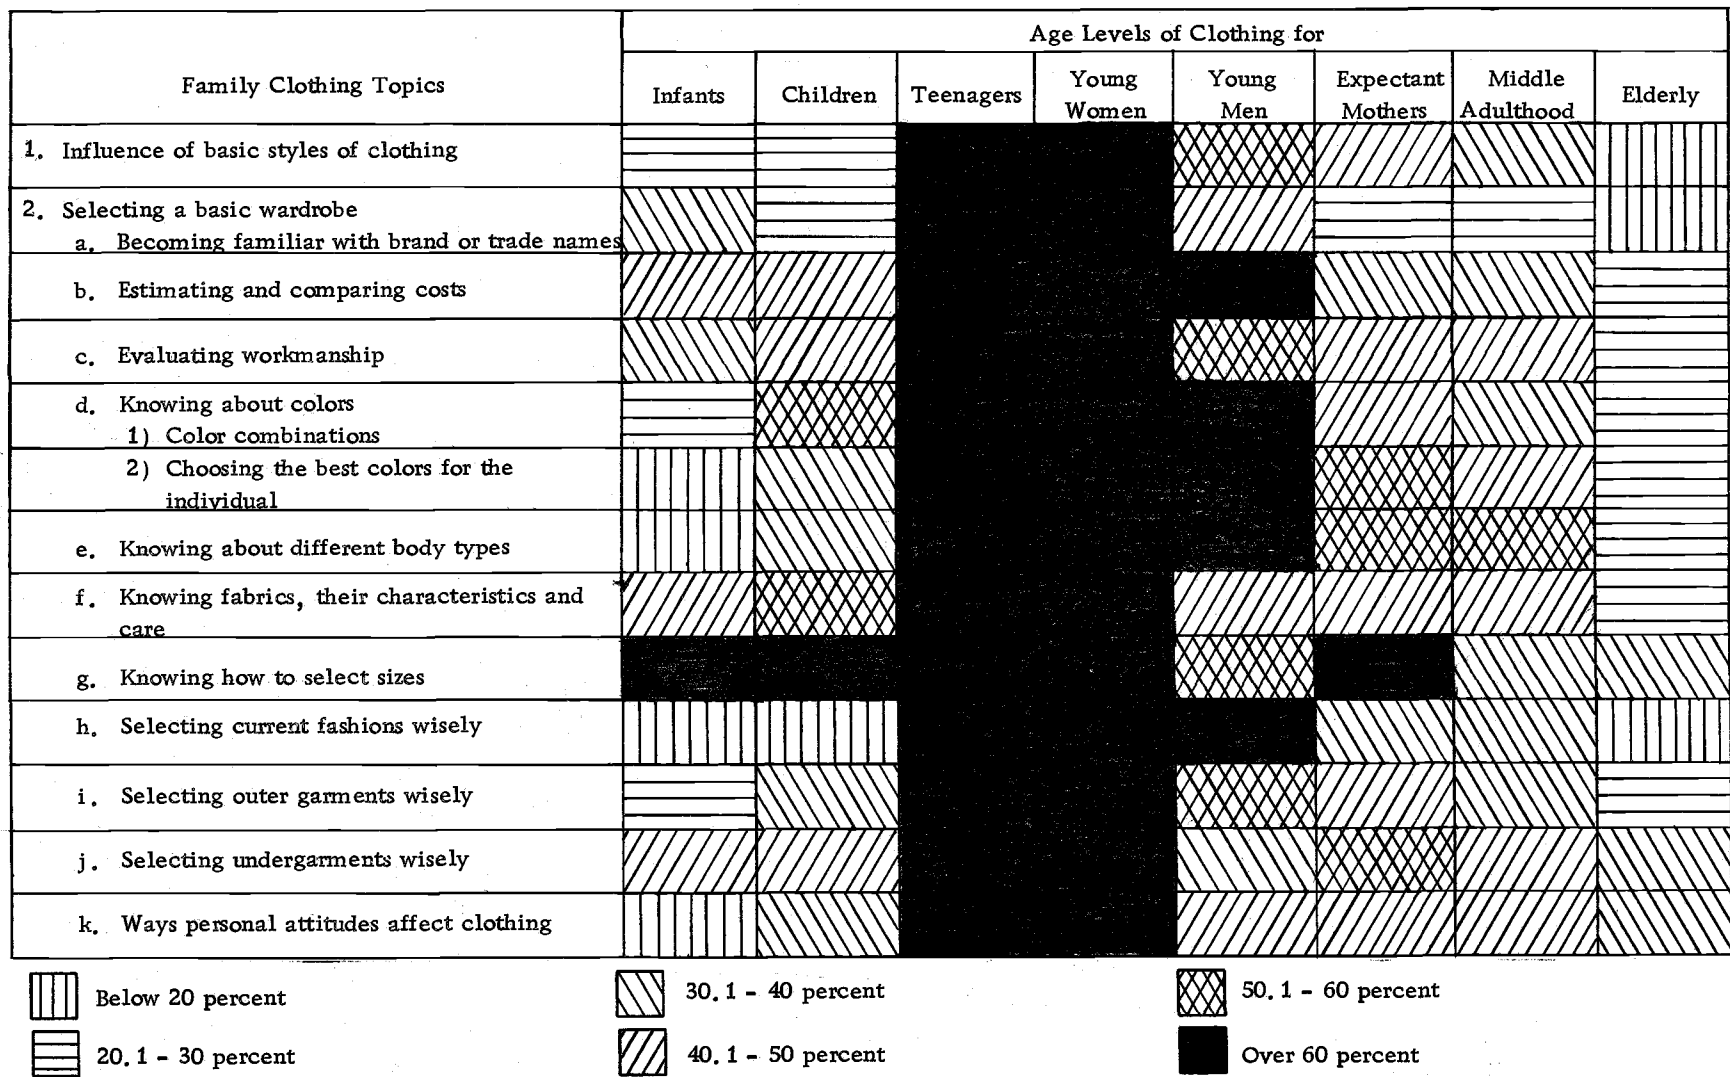 Age Levels of Clothing for
Family Clothing Topics
Infants
Children
Teenagers
Young
Women
Young
Men
Expectant
Mothers
Middle
Adulthood
Elderly
1. Influence of basic styles of clothing
2. Selecting a basic wardrobe
a. Becoming familiar with brand or trade names
b. Estimating and comparing costs
c. Evaluating workmanship
d. Knowing about colors
1) Color combinations
2) Choosing the best colors for the
individual
e. Knowing about different body types
f. Knowing fabrics, their characteristics and
care
g. Knowing how to select sizes
h. Selecting current fashions wisely
i. Selecting outer garments wisely
j. Selecting undergarments wisely
k. Ways personal attitudes affect clothing
Below 20 percent
30.1 - 40 percent
50.1 - 60 percent
20.1 - 30 percent
40.1 - 50 percent
Over 60 percent